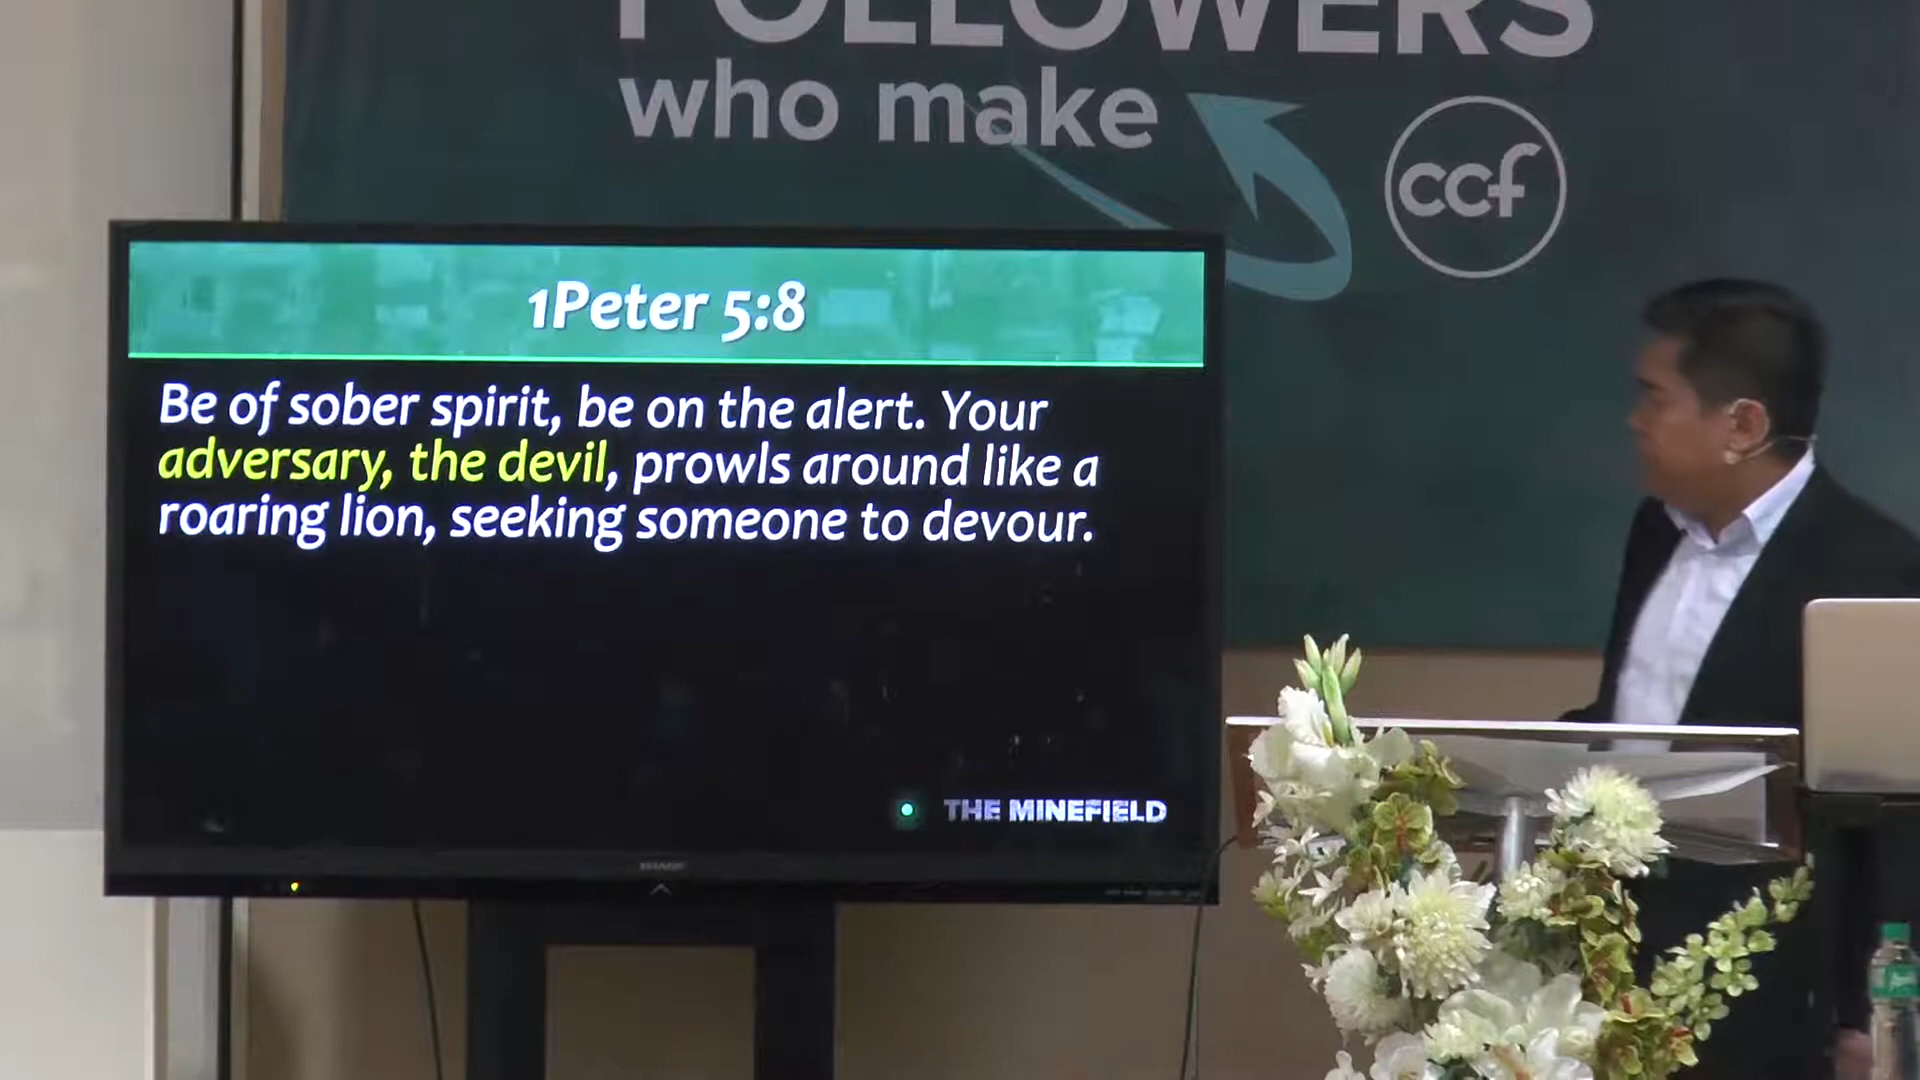 FOLLOWERS
who make
ccf
1Peter 5:8
Be of sober spirit, be on the alert. Your
adversary, the devil, prowls around like a
roaring lion, seeking someone to devour.
THE MINEFIELD
SHARP